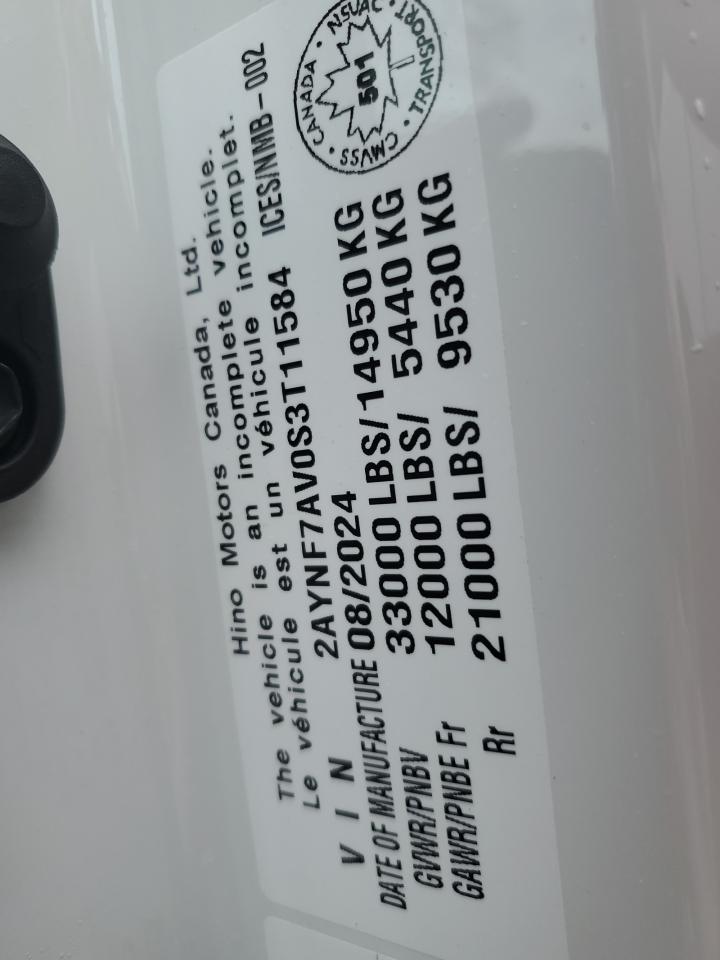 Hino Motors Canada, Ltd.
The vehicle is an incomplete vehicle.
Le véhicule est un véhicule incomplet.
V I N 2AYNF7AV0S3T11584 ICES/NMB-002
DATE OF MANUFACTURE 08/2024
GVWR/PNBV 33000 LBS/14950 KG
GAWR/PNBE Fr 12000 LBS/ 5440 KG
Rr 21000 LBS/ 9530 KG
CANADA
TRANSPORT
CMVSS
501